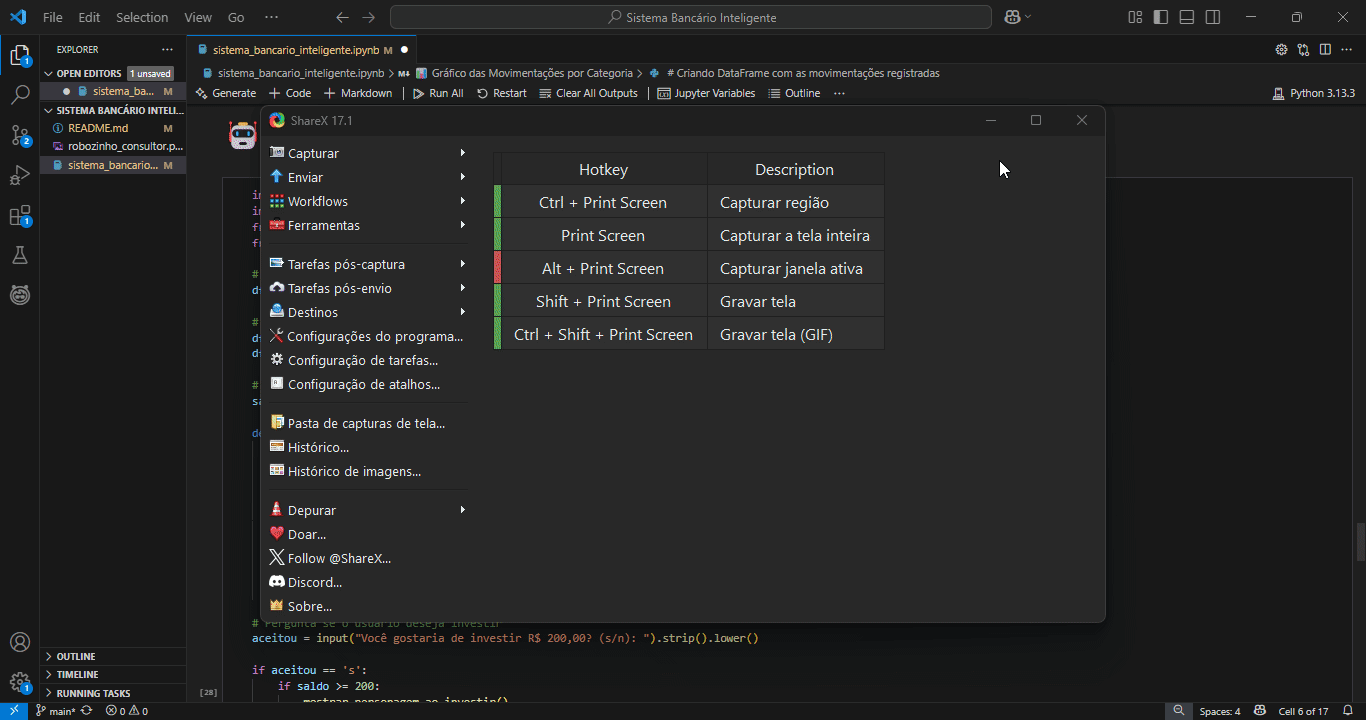 File Edit Selection View Go ··· Sistema Bancário Inteligente
EXPLORER ···
OPEN EDITORS 1 unsaved
sistema_ba... M
SISTEMA BANCÁRIO INTELI...
README.md M
robozinho_consultor.p...
sistema_bancario... M
OUTLINE
TIMELINE
RUNNING TASKS
sistema_bancario_inteligente.ipynb M
sistema_bancario_inteligente.ipynb > M↓ Gráfico das Movimentações por Categoria > # Criando DataFrame com as movimentações registradas
Generate + Code + Markdown Run All Restart Clear All Outputs Jupyter Variables Outline ··· Python 3.13.3
ShareX 17.1
Capturar
Enviar
Workflows
Ferramentas
Tarefas pós-captura
Tarefas pós-envio
Destinos
Configurações do programa...
Configuração de tarefas...
Configuração de atalhos...
Pasta de capturas de tela...
Histórico...
Histórico de imagens...
Depurar
Doar...
Follow @ShareX...
Discord...
Sobre...
Hotkey Description
Ctrl + Print Screen Capturar região
Print Screen Capturar a tela inteira
Alt + Print Screen Capturar janela ativa
Shift + Print Screen Gravar tela
Ctrl + Shift + Print Screen Gravar tela (GIF)
# Pergunta se o usuário deseja investir
aceitou = input("Você gostaria de investir R$ 200,00? (s/n): ").strip().lower()
if aceitou == 's':
if saldo >= 200:
mostrar_personagem_ao_investir()
[28]
main* 0 0 Spaces: 4 Cell 6 of 17